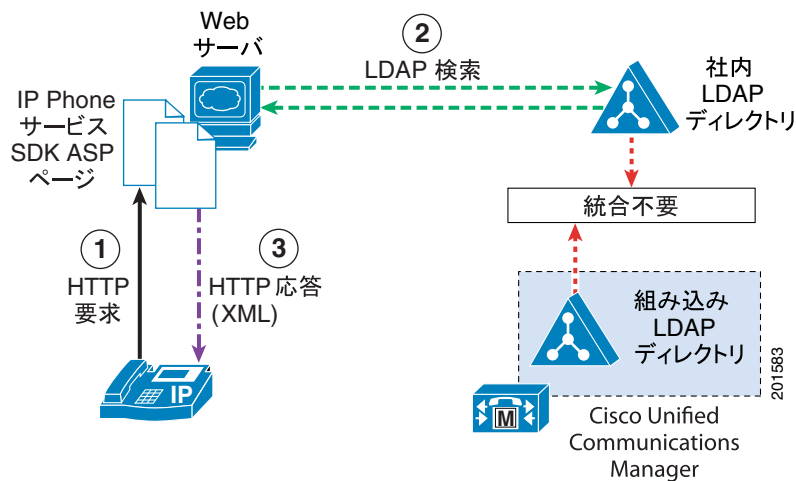 Web
サーバ
IP Phone
サービス
SDK ASP
ページ
2
LDAP 検索
社内
LDAP
ディレクトリ
統合不要
1
HTTP
要求
3
HTTP 応答
(XML)
IP
組み込み
LDAP
ディレクトリ
M
Cisco Unified
Communications
Manager
201583